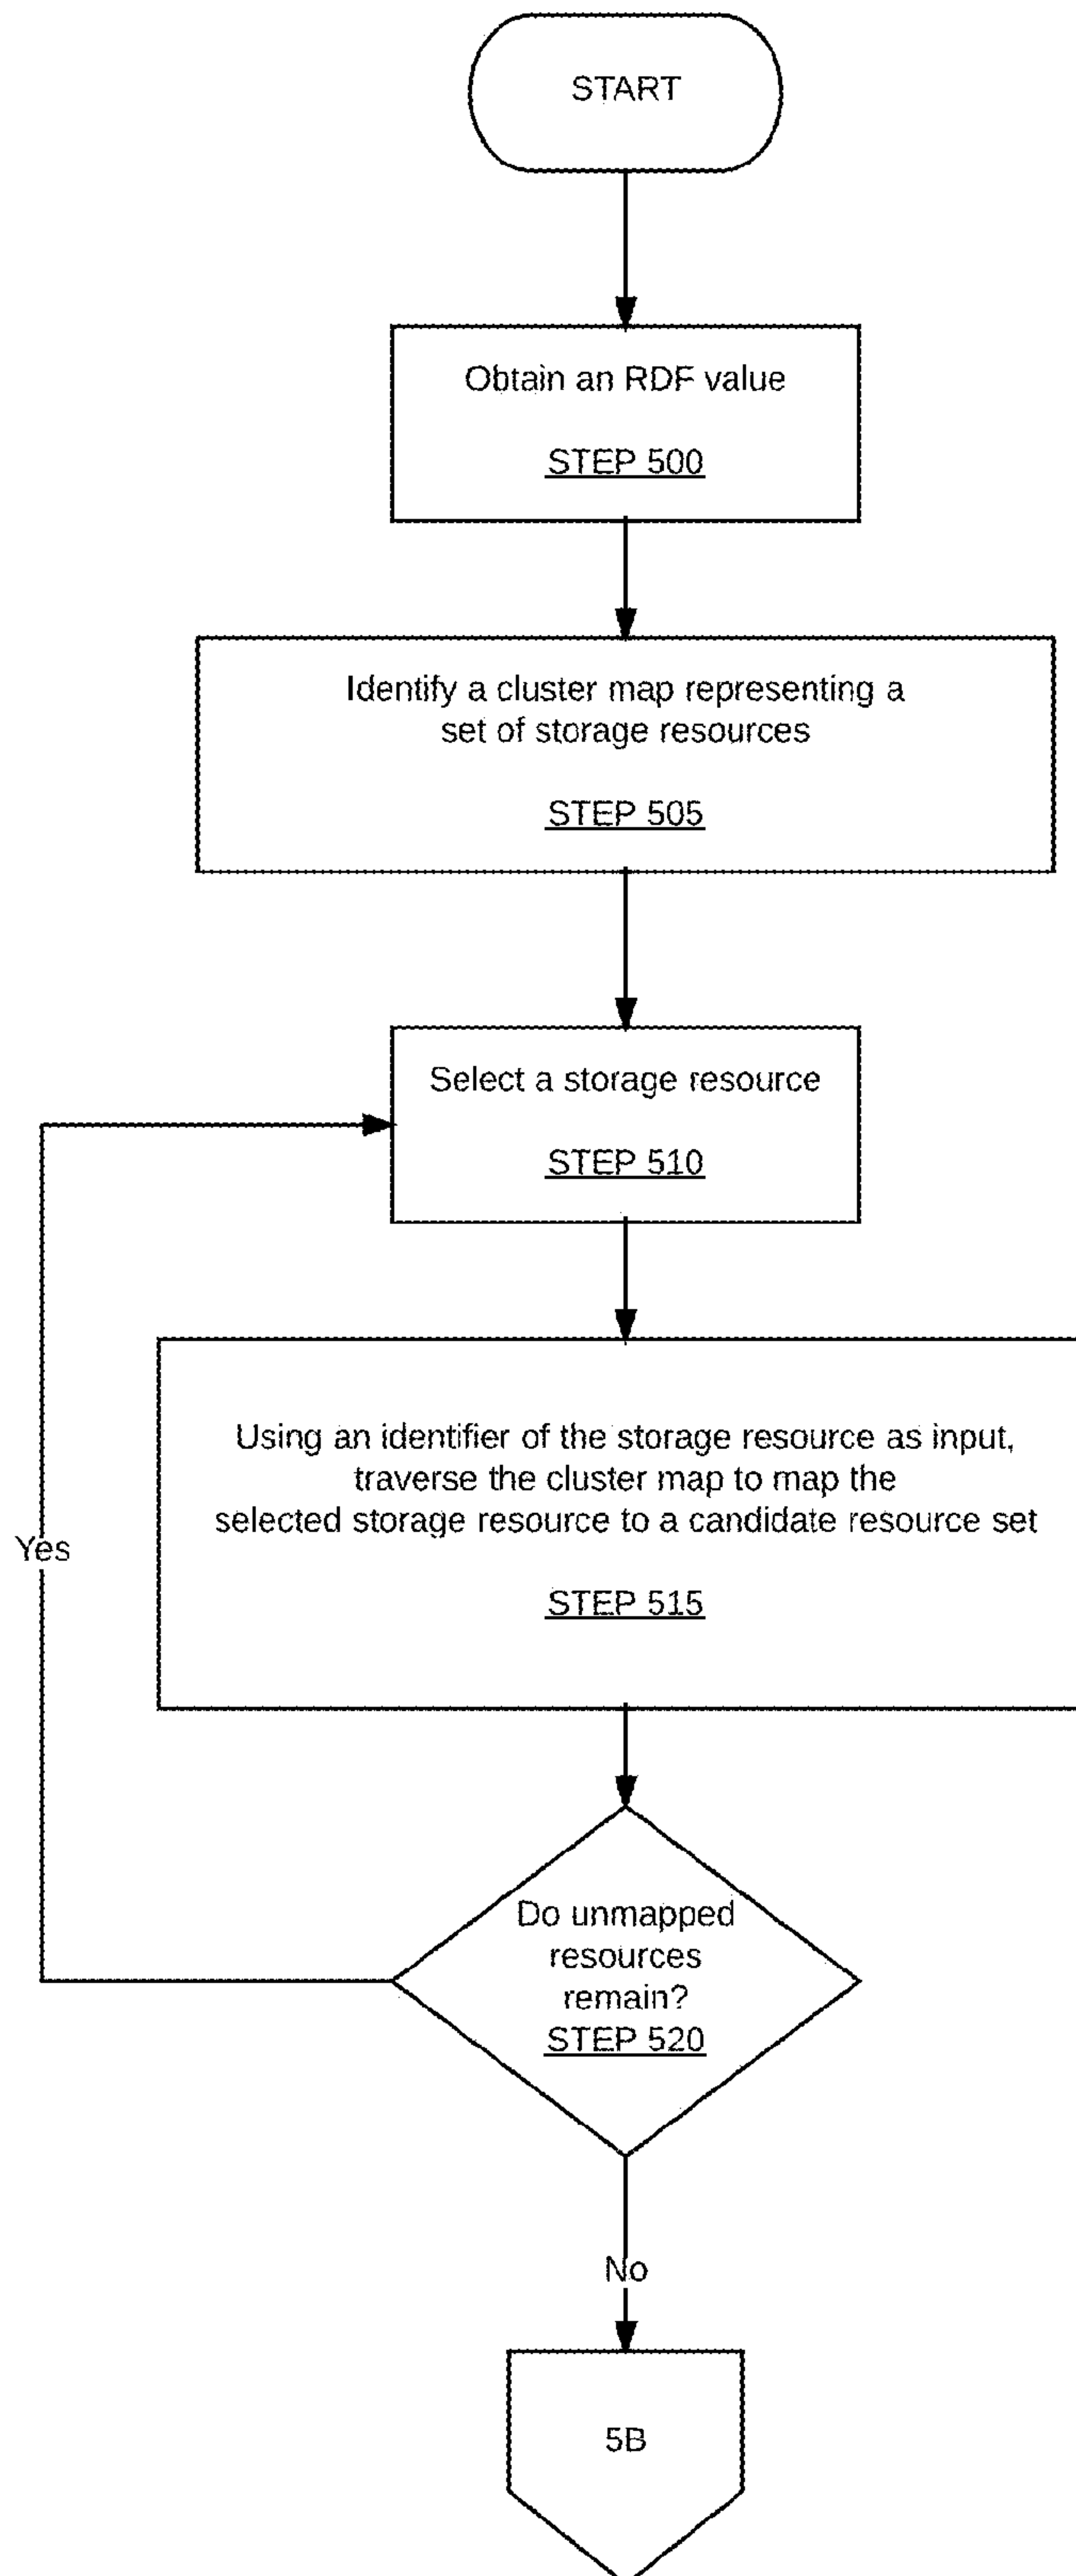 START
Obtain an RDF value
STEP 500
Identify a cluster map representing a
set of storage resources
STEP 505
Select a storage resource
STEP 510
Using an identifier of the storage resource as input,
traverse the cluster map to map the
selected storage resource to a candidate resource set
STEP 515
Yes
Do unmapped
resources
remain?
STEP 520
No
5B